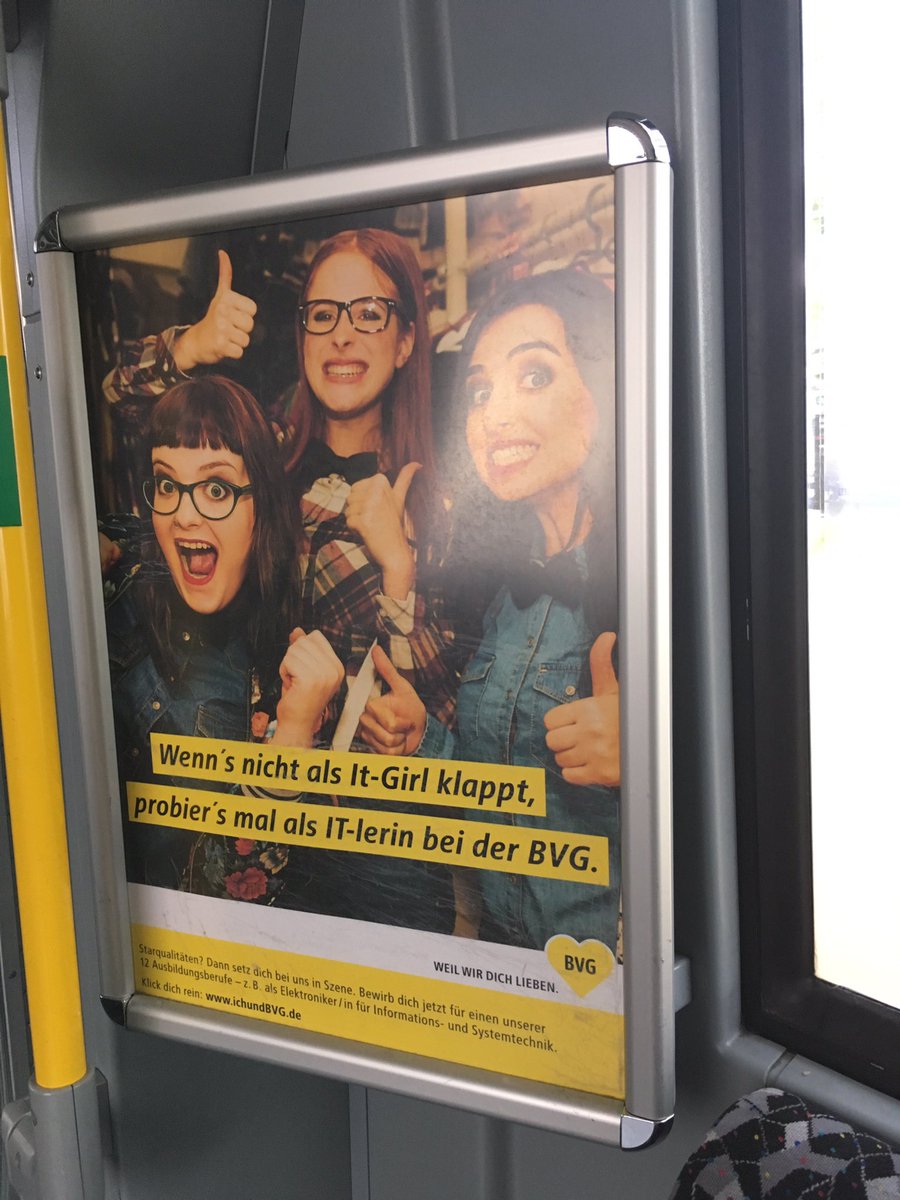 Wenn´s nicht als It-Girl klappt,
probier´s mal als IT-lerin bei der BVG.
WEIL WIR DICH LIEBEN.
BVG
Starqualitäten? Dann setz dich bei uns in Szene. Bewirb dich jetzt für einen unserer
12 Ausbildungsberufe – z. B. als Elektroniker/in für Informations- und Systemtechnik.
Klick dich rein: www.ichundBVG.de